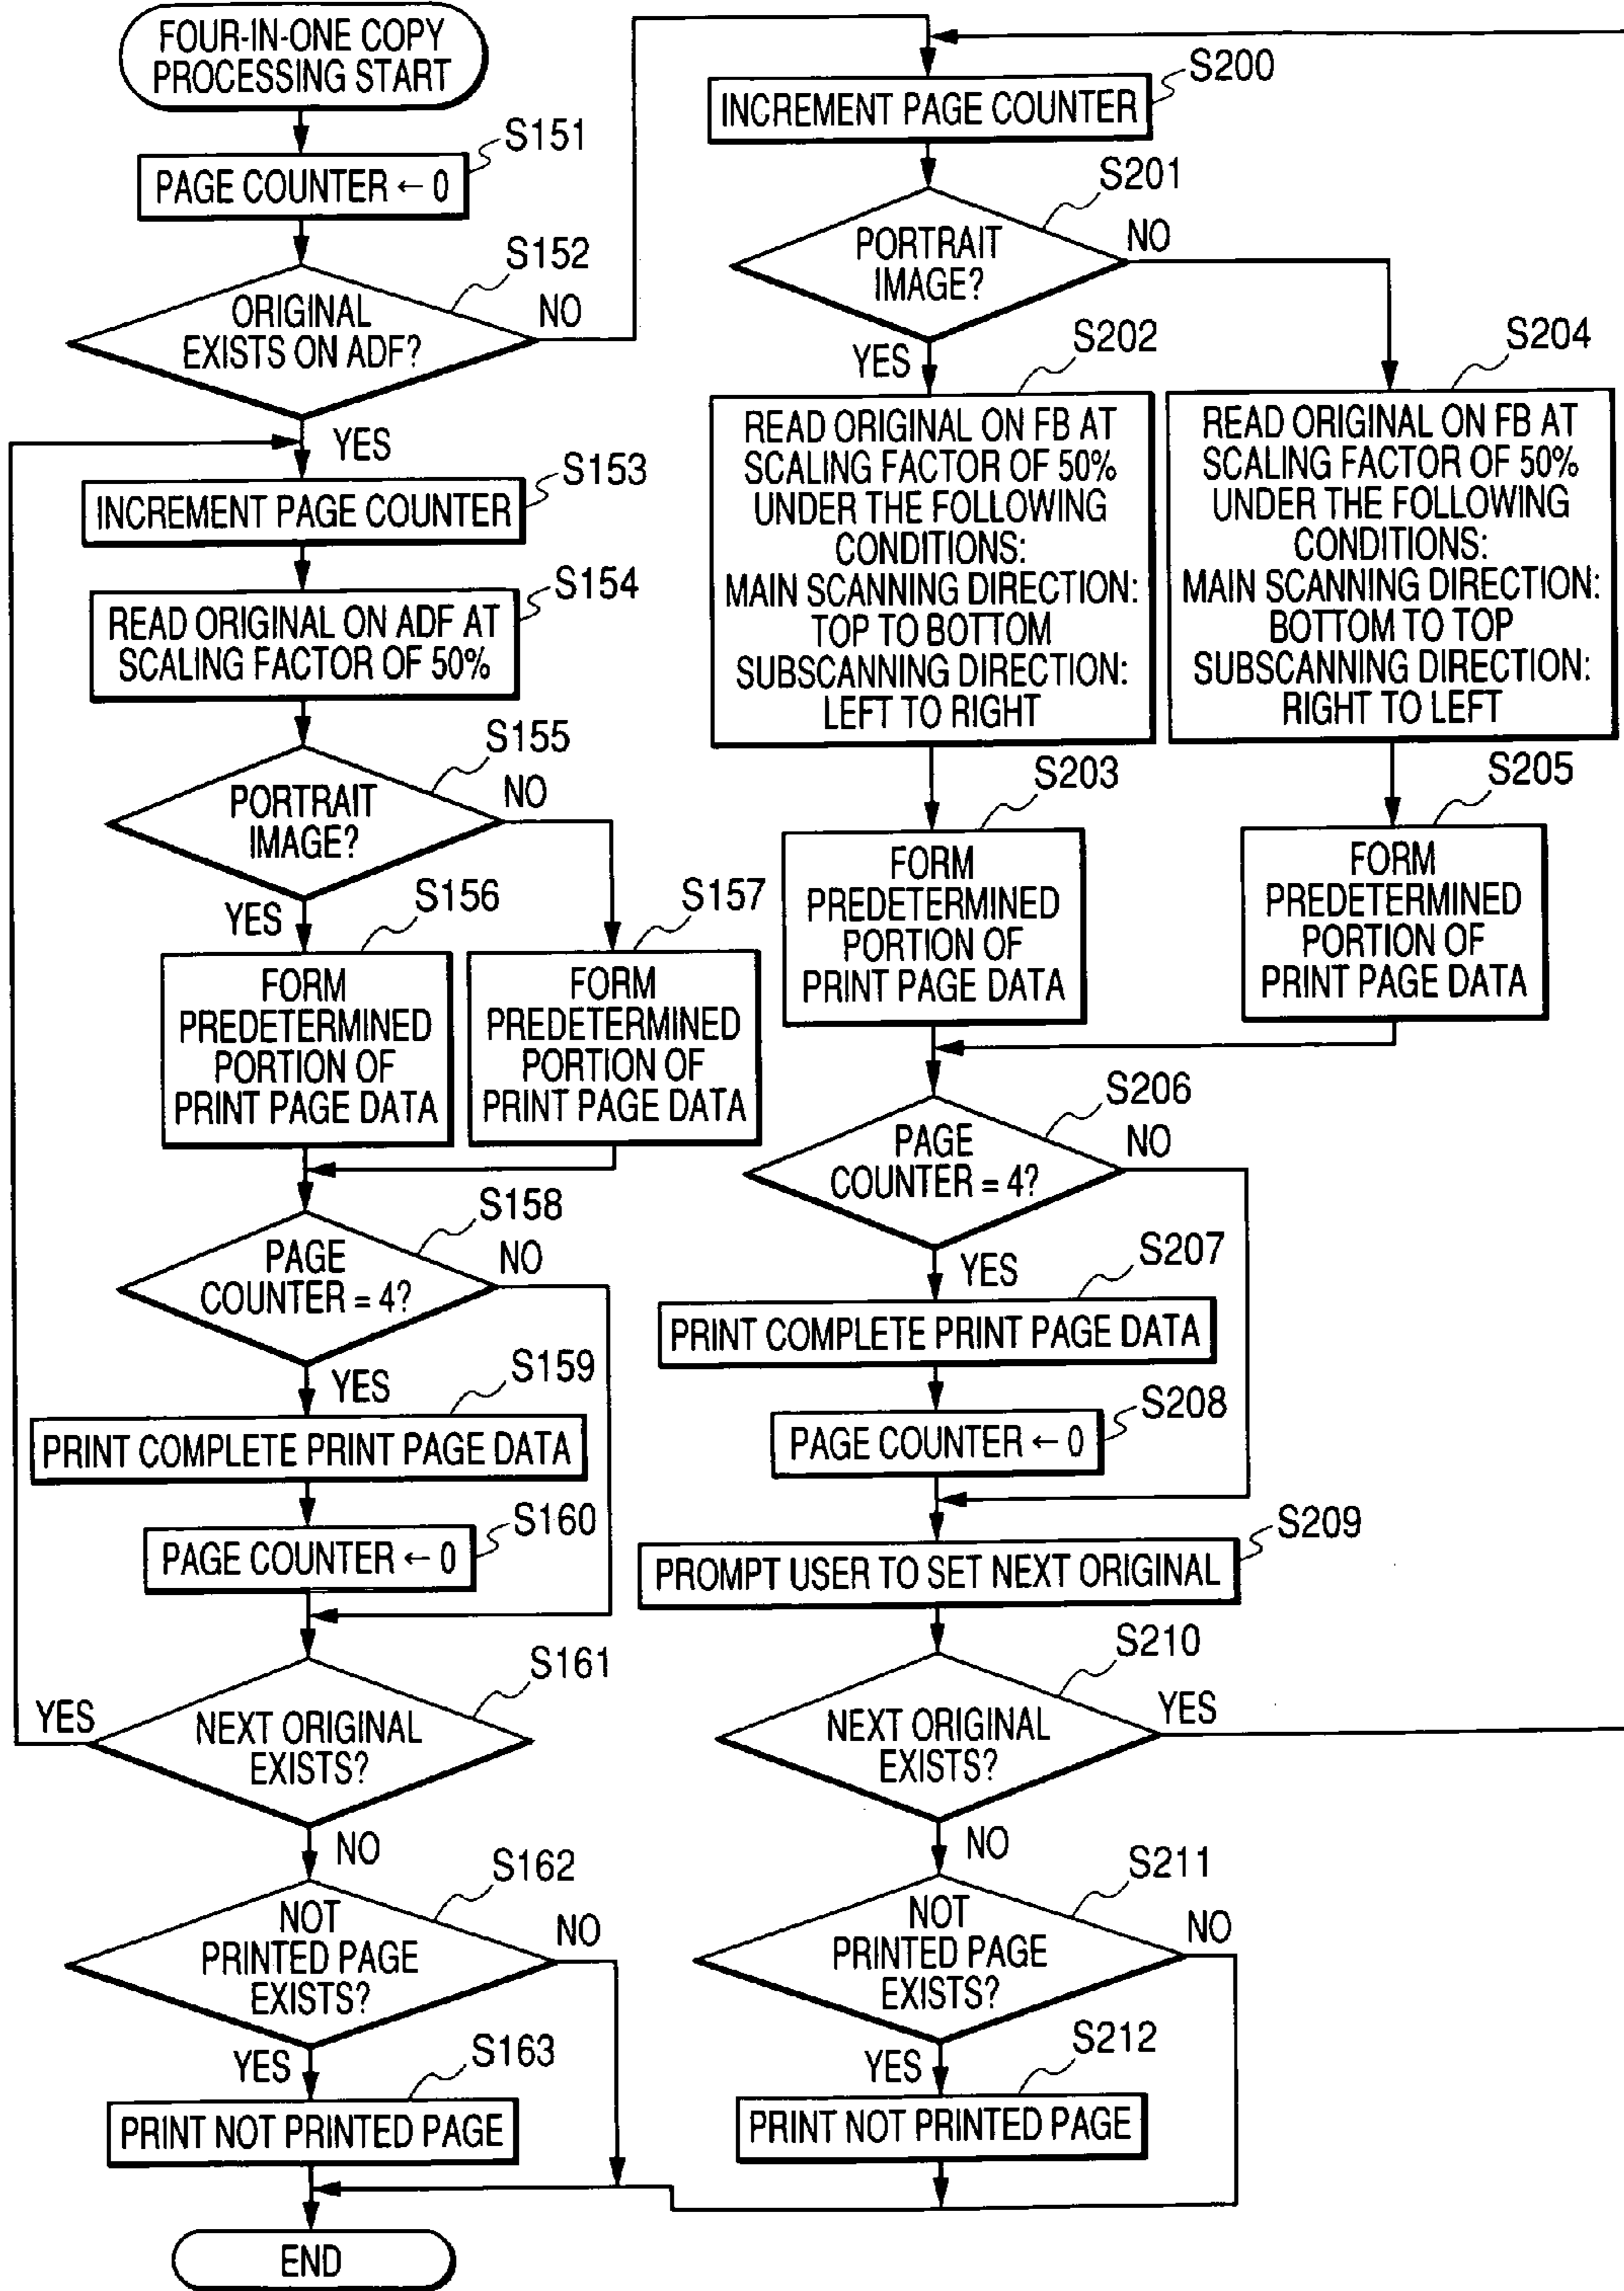 FOUR-IN-ONE COPY
PROCESSING START
S151
PAGE COUNTER ← 0
S152
ORIGINAL
EXISTS ON ADF?
NO
YES
S153
INCREMENT PAGE COUNTER
S154
READ ORIGINAL ON ADF AT
SCALING FACTOR OF 50%
S155
PORTRAIT
IMAGE?
NO
YES
S156
FORM
PREDETERMINED
PORTION OF
PRINT PAGE DATA
S157
FORM
PREDETERMINED
PORTION OF
PRINT PAGE DATA
S158
PAGE
COUNTER = 4?
NO
YES
S159
PRINT COMPLETE PRINT PAGE DATA
S160
PAGE COUNTER ← 0
S161
NEXT ORIGINAL
EXISTS?
YES
NO
S162
NOT
PRINTED PAGE
EXISTS?
NO
YES
S163
PRINT NOT PRINTED PAGE
END
S200
INCREMENT PAGE COUNTER
S201
PORTRAIT
IMAGE?
NO
YES
S202
READ ORIGINAL ON FB AT
SCALING FACTOR OF 50%
UNDER THE FOLLOWING
CONDITIONS:
MAIN SCANNING DIRECTION:
TOP TO BOTTOM
SUBSCANNING DIRECTION:
LEFT TO RIGHT
S204
READ ORIGINAL ON FB AT
SCALING FACTOR OF 50%
UNDER THE FOLLOWING
CONDITIONS:
MAIN SCANNING DIRECTION:
BOTTOM TO TOP
SUBSCANNING DIRECTION:
RIGHT TO LEFT
S203
FORM
PREDETERMINED
PORTION OF
PRINT PAGE DATA
S205
FORM
PREDETERMINED
PORTION OF
PRINT PAGE DATA
S206
PAGE
COUNTER = 4?
NO
YES
S207
PRINT COMPLETE PRINT PAGE DATA
S208
PAGE COUNTER ← 0
S209
PROMPT USER TO SET NEXT ORIGINAL
S210
NEXT ORIGINAL
EXISTS?
YES
NO
S211
NOT
PRINTED PAGE
EXISTS?
NO
YES
S212
PRINT NOT PRINTED PAGE